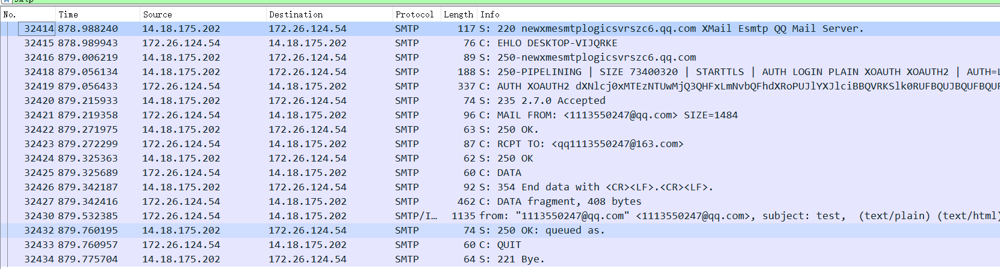 smtp
No. Time Source Destination Protocol Length Info
32414 878.988240 14.18.175.202 172.26.124.54 SMTP 117 S: 220 newxmesmtplogicsvrszc6.qq.com XMail Esmtp QQ Mail Server.
32415 878.989943 172.26.124.54 14.18.175.202 SMTP 76 C: EHLO DESKTOP-VIJQRKE
32416 879.006219 14.18.175.202 172.26.124.54 SMTP 89 S: 250-newxmesmtplogicsvrszc6.qq.com
32418 879.056134 14.18.175.202 172.26.124.54 SMTP 188 S: 250-PIPELINING | SIZE 73400320 | STARTTLS | AUTH LOGIN PLAIN XOAUTH XOAUTH2 | AUTH=L
32419 879.056433 172.26.124.54 14.18.175.202 SMTP 337 C: AUTH XOAUTH2 dXNlcj0xMTEzNTUwMjQ3QHFxLmNvbQFhdXRoPUJlYXJlciBBQVRKSlk0RUFBQUJBQUFBQUF
32420 879.215933 14.18.175.202 172.26.124.54 SMTP 74 S: 235 2.7.0 Accepted
32421 879.219358 172.26.124.54 14.18.175.202 SMTP 96 C: MAIL FROM: <1113550247@qq.com> SIZE=1484
32422 879.271975 14.18.175.202 172.26.124.54 SMTP 63 S: 250 OK.
32423 879.272299 172.26.124.54 14.18.175.202 SMTP 87 C: RCPT TO: <qq1113550247@163.com>
32424 879.325363 14.18.175.202 172.26.124.54 SMTP 62 S: 250 OK
32425 879.325689 172.26.124.54 14.18.175.202 SMTP 60 C: DATA
32426 879.342187 14.18.175.202 172.26.124.54 SMTP 92 S: 354 End data with <CR><LF>.<CR><LF>.
32427 879.342416 172.26.124.54 14.18.175.202 SMTP 462 C: DATA fragment, 408 bytes
32430 879.532385 172.26.124.54 14.18.175.202 SMTP/I… 1135 from: "1113550247@qq.com" <1113550247@qq.com>, subject: test, (text/plain) (text/html)
32432 879.760195 14.18.175.202 172.26.124.54 SMTP 74 S: 250 OK: queued as.
32433 879.760957 172.26.124.54 14.18.175.202 SMTP 60 C: QUIT
32434 879.775704 14.18.175.202 172.26.124.54 SMTP 64 S: 221 Bye.